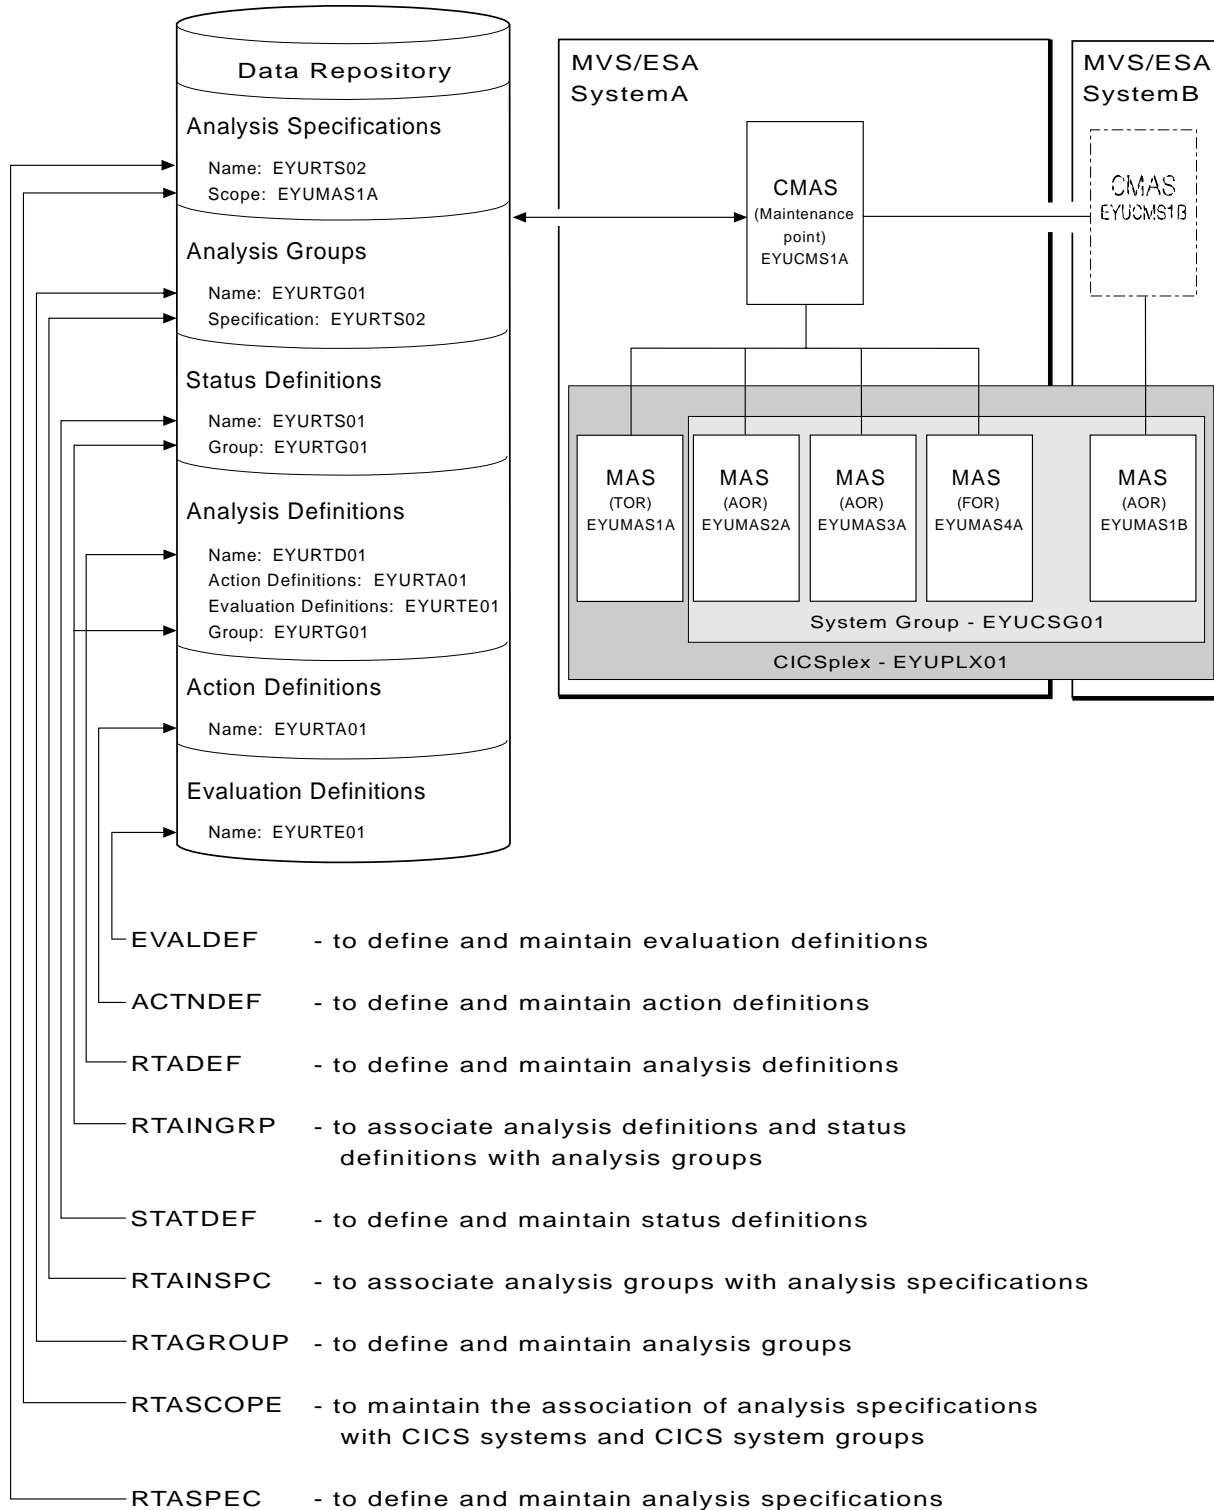 Data Repository
Analysis Specifications
Name: EYURTS02
Scope: EYUMAS1A
Analysis Groups
Name: EYURTG01
Specification: EYURTS02
Status Definitions
Name: EYURTS01
Group: EYURTG01
Analysis Definitions
Name: EYURTD01
Action Definitions: EYURTA01
Evaluation Definitions: EYURTE01
Group: EYURTG01
Action Definitions
Name: EYURTA01
Evaluation Definitions
Name: EYURTE01
MVS/ESA
SystemA
CMAS
(Maintenance
point)
EYUCMS1A
MVS/ESA
SystemB
CMAS
EYUCMS1B
MAS
(TOR)
EYUMAS1A
MAS
(AOR)
EYUMAS2A
MAS
(AOR)
EYUMAS3A
MAS
(FOR)
EYUMAS4A
MAS
(AOR)
EYUMAS1B
System Group - EYUCSG01
CICSplex - EYUPLX01
EVALDEF - to define and maintain evaluation definitions
ACTNDEF - to define and maintain action definitions
RTADEF - to define and maintain analysis definitions
RTAINGRP - to associate analysis definitions and status
definitions with analysis groups
STATDEF - to define and maintain status definitions
RTAINSPC - to associate analysis groups with analysis specifications
RTAGROUP - to define and maintain analysis groups
RTASCOPE - to maintain the association of analysis specifications
with CICS systems and CICS system groups
RTASPEC - to define and maintain analysis specifications